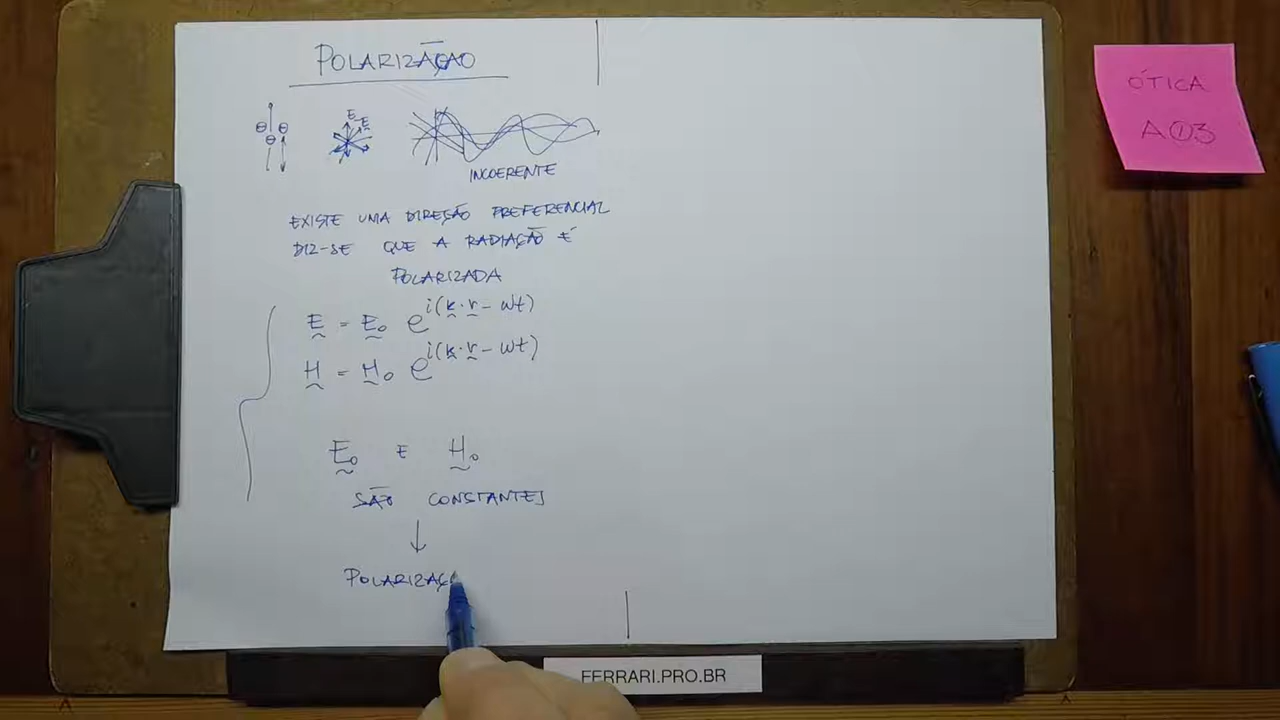 POLARIZAÇÃO
E
E
INCOERENTE
EXISTE UMA DIREÇÃO PREFERENCIAL
DIZ-SE QUE A RADIAÇÃO É
POLARIZADA
E = E₀ e^i(k·r - ωt)
H = H₀ e^i(k·r - ωt)
E₀ E H₀
SÃO CONSTANTES
↓
POLARIZAÇ
ÓTICA
A03
FERRARI.PRO.BR